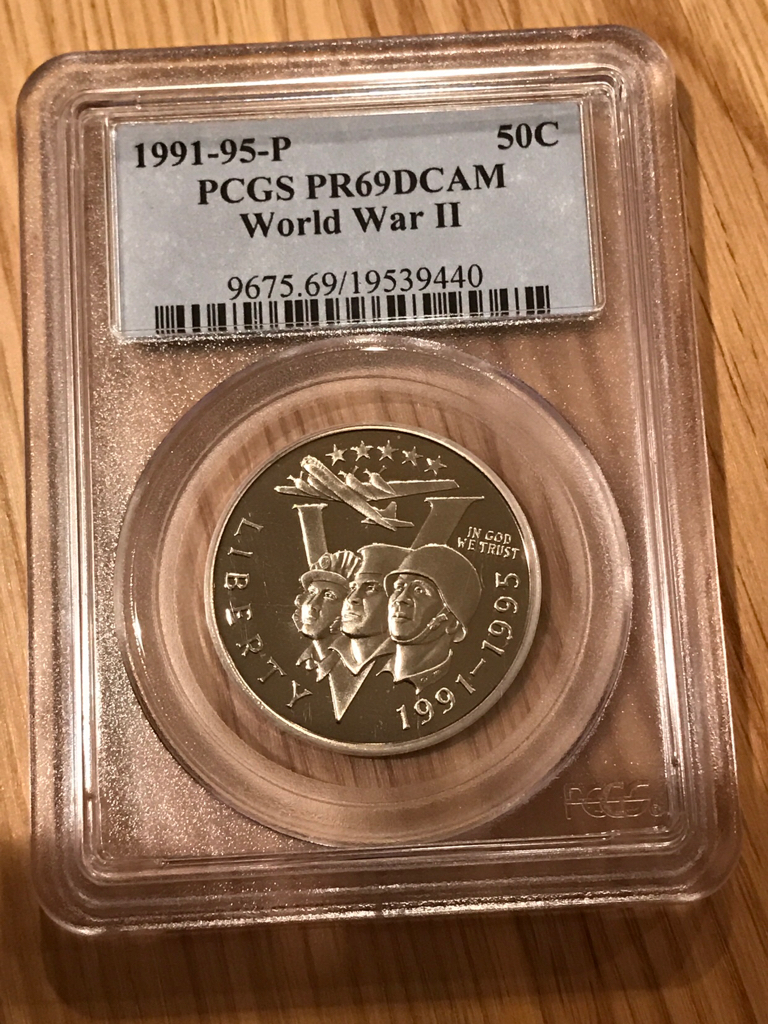 1991-95-P 50C
PCGS PR69DCAM
World War II
9675.69/19539440
LIBERTY
IN GOD
WE TRUST
1991-1995
PCGS